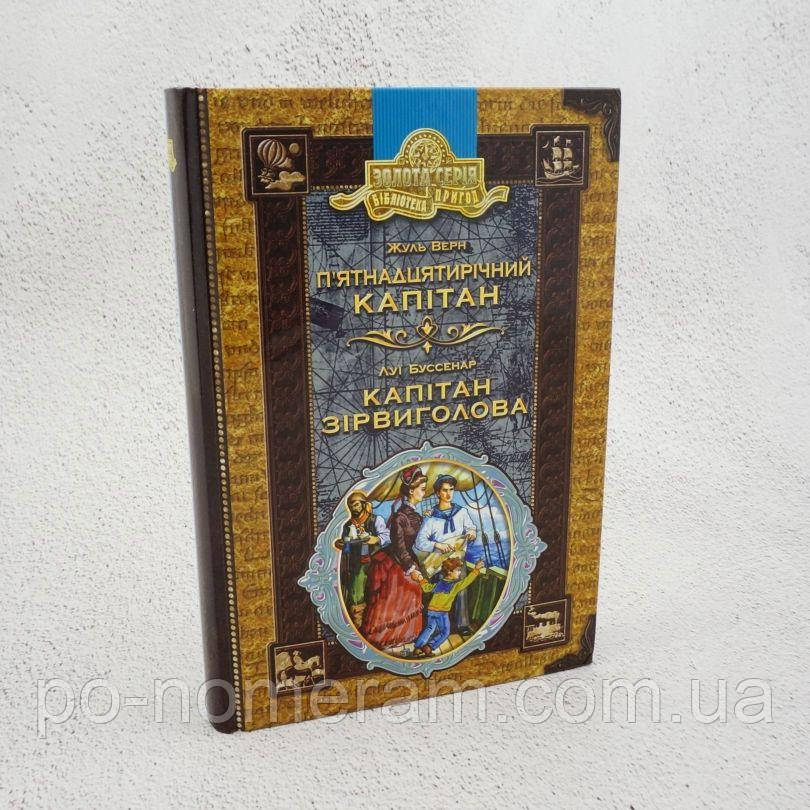 ЗОЛОТА СЕРІЯ
БІБЛІОТЕКА ПРИГОД
ЖУЛЬ ВЕРН
П'ЯТНАДЦЯТИРІЧНИЙ
КАПІТАН
ЛУЇ БУССЕНАР
КАПІТАН
ЗІРВИГОЛОВА
po-nomeram.com.ua